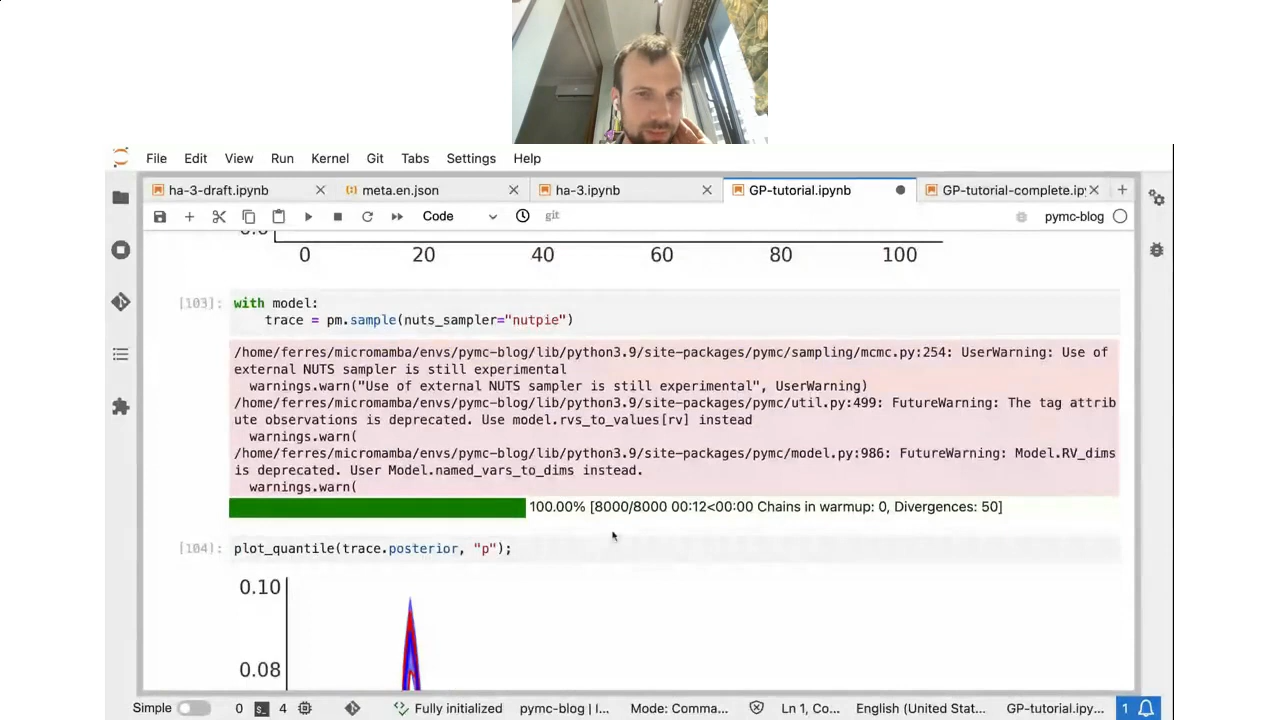 File Edit View Run Kernel Git Tabs Settings Help
ha-3-draft.ipynb meta.en.json ha-3.ipynb GP-tutorial.ipynb GP-tutorial-complete.ip
Code git pymc-blog
0 20 40 60 80 100
[103]: with model:
trace = pm.sample(nuts_sampler="nutpie")
/home/ferres/micromamba/envs/pymc-blog/lib/python3.9/site-packages/pymc/sampling/mcmc.py:254: UserWarning: Use of
external NUTS sampler is still experimental
warnings.warn("Use of external NUTS sampler is still experimental", UserWarning)
/home/ferres/micromamba/envs/pymc-blog/lib/python3.9/site-packages/pymc/util.py:499: FutureWarning: The tag attrib
ute observations is deprecated. Use model.rvs_to_values[rv] instead
warnings.warn(
/home/ferres/micromamba/envs/pymc-blog/lib/python3.9/site-packages/pymc/model.py:986: FutureWarning: Model.RV_dims
is deprecated. User Model.named_vars_to_dims instead.
warnings.warn(
100.00% [8000/8000 00:12<00:00 Chains in warmup: 0, Divergences: 50]
[104]: plot_quantile(trace.posterior, "p");
0.10
0.08
Simple 0 4 Fully initialized pymc-blog | I... Mode: Comma... Ln 1, Co... English (United Stat... GP-tutorial.ipy... 1